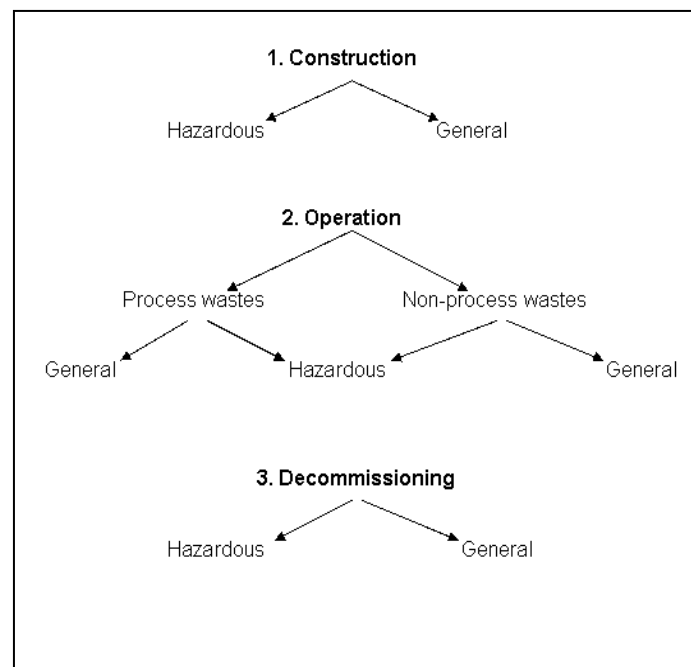 1. Construction
Hazardous General
2. Operation
Process wastes Non-process wastes
General Hazardous General
3. Decommissioning
Hazardous General